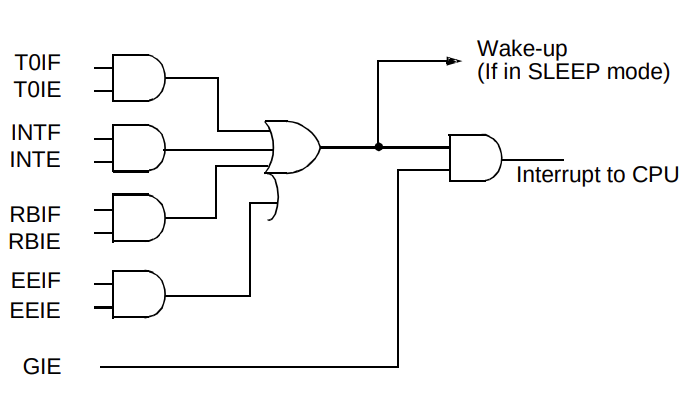 T0IF
T0IE
INTF
INTE
RBIF
RBIE
EEIF
EEIE
GIE
Wake-up
(If in SLEEP mode)
Interrupt to CPU